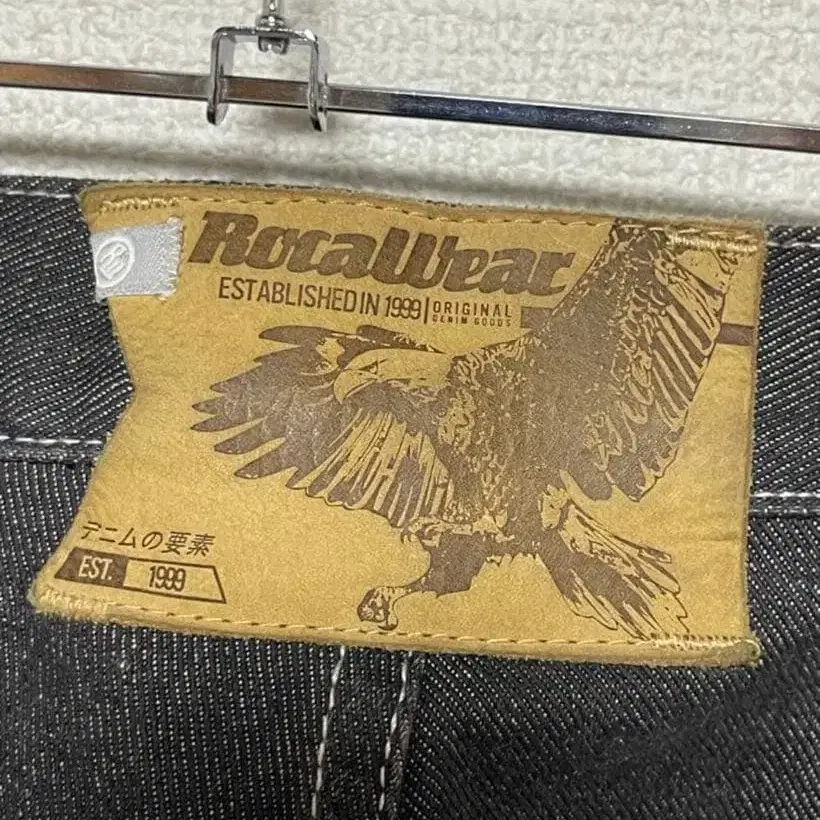 RocaWear
ESTABLISHED IN 1999 | ORIGINAL
DENIM GOODS
デニムの要素
EST. 1999